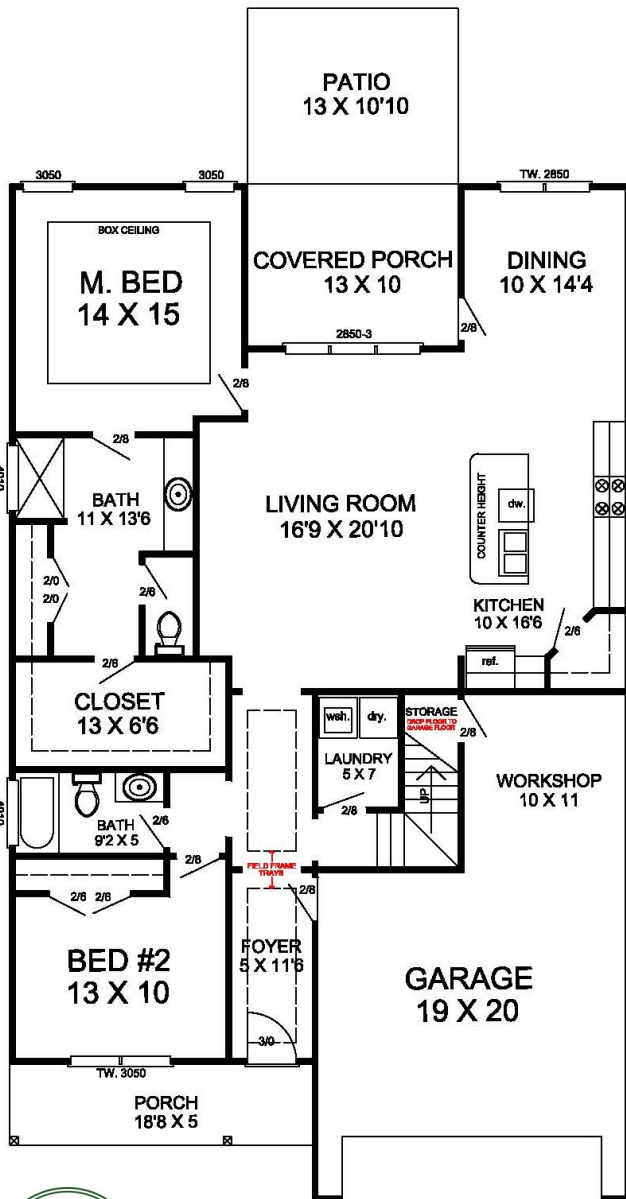 PATIO
13 X 10'10
3050
3050
TW. 2850
BOX CEILING
M. BED
14 X 15
COVERED PORCH
13 X 10
DINING
10 X 14'4
2850-3
2/8
2/8
2/8
BATH
11 X 13'6
LIVING ROOM
16'9 X 20'10
COUNTER HEIGHT
dw.
2/0
2/0
2/6
KITCHEN
10 X 16'6
2/6
ref.
2/6
CLOSET
13 X 6'6
wsh.
dry.
STORAGE
DROP FLOOR TO
GARAGE FLOOR
2/8
LAUNDRY
5 X 7
UP
WORKSHOP
10 X 11
BATH
9'2 X 5
2/6
2/8
2/8
FIELD FRAME
TRAYS
2/6
2/6
2/8
BED #2
13 X 10
FOYER
5 X 11'6
GARAGE
19 X 20
3/0
TW. 3050
PORCH
18'8 X 5